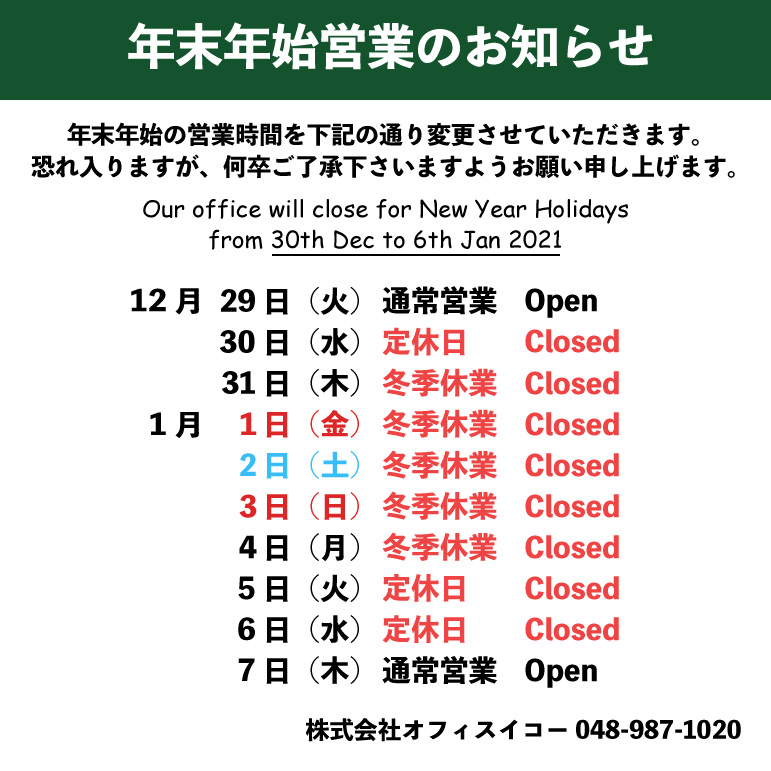 年末年始営業のお知らせ
年末年始の営業時間を下記の通り変更させていただきます。
恐れ入りますが、何卒ご了承下さいますようお願い申し上げます。
Our office will close for New Year Holidays
from 30th Dec to 6th Jan 2021
12月 29日（火）通常営業 Open
30日（水）定休日 Closed
31日（木）冬季休業 Closed
1月 1日（金）冬季休業 Closed
2日（土）冬季休業 Closed
3日（日）冬季休業 Closed
4日（月）冬季休業 Closed
5日（火）定休日 Closed
6日（水）定休日 Closed
7日（木）通常営業 Open
株式会社オフィスイコー 048-987-1020